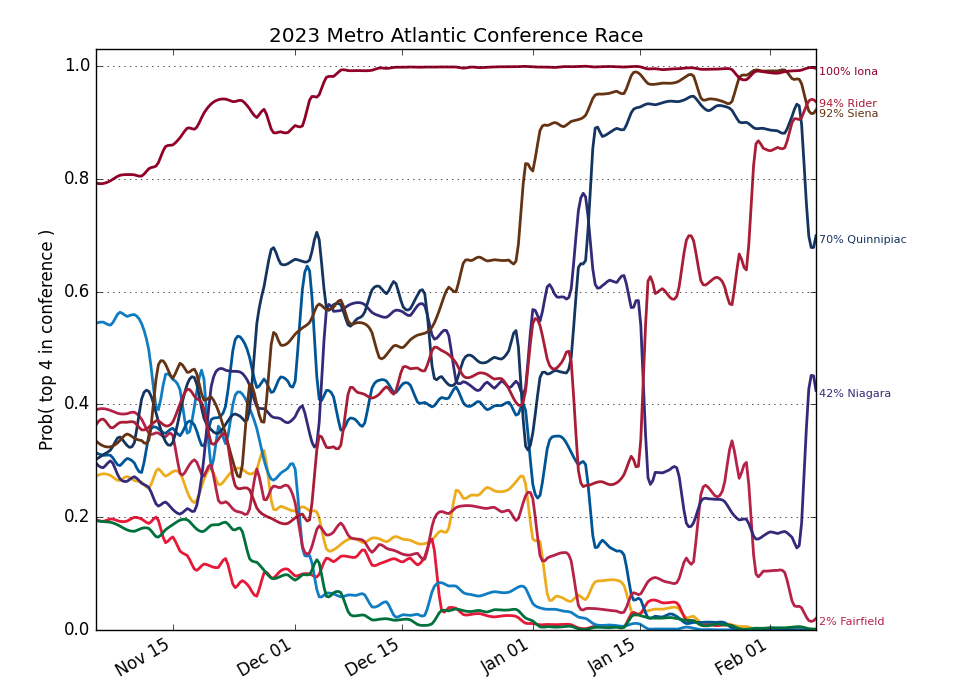 2023 Metro Atlantic Conference Race
1.0
0.8
0.6
0.4
0.2
0.0
Prob( top 4 in conference )
100% Iona
94% Rider
92% Siena
70% Quinnipiac
42% Niagara
2% Fairfield
Nov 15
Dec 01
Dec 15
Jan 01
Jan 15
Feb 01